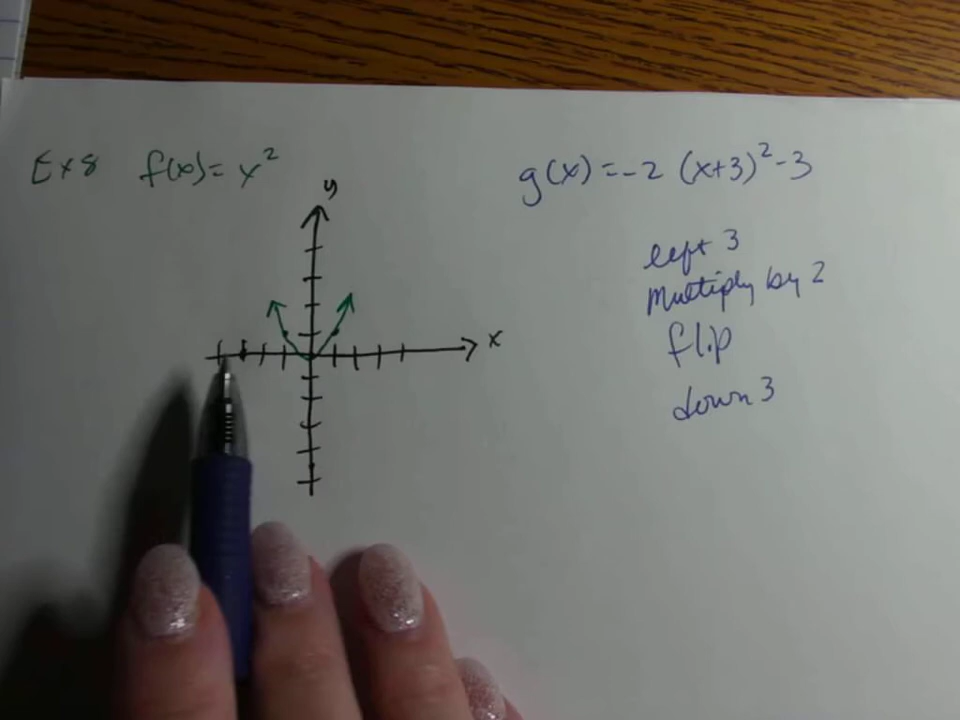 Ex 8 f(x) = x²
g(x) = -2 (x+3)² - 3
y
x
left 3
Multiply by 2
flip
down 3